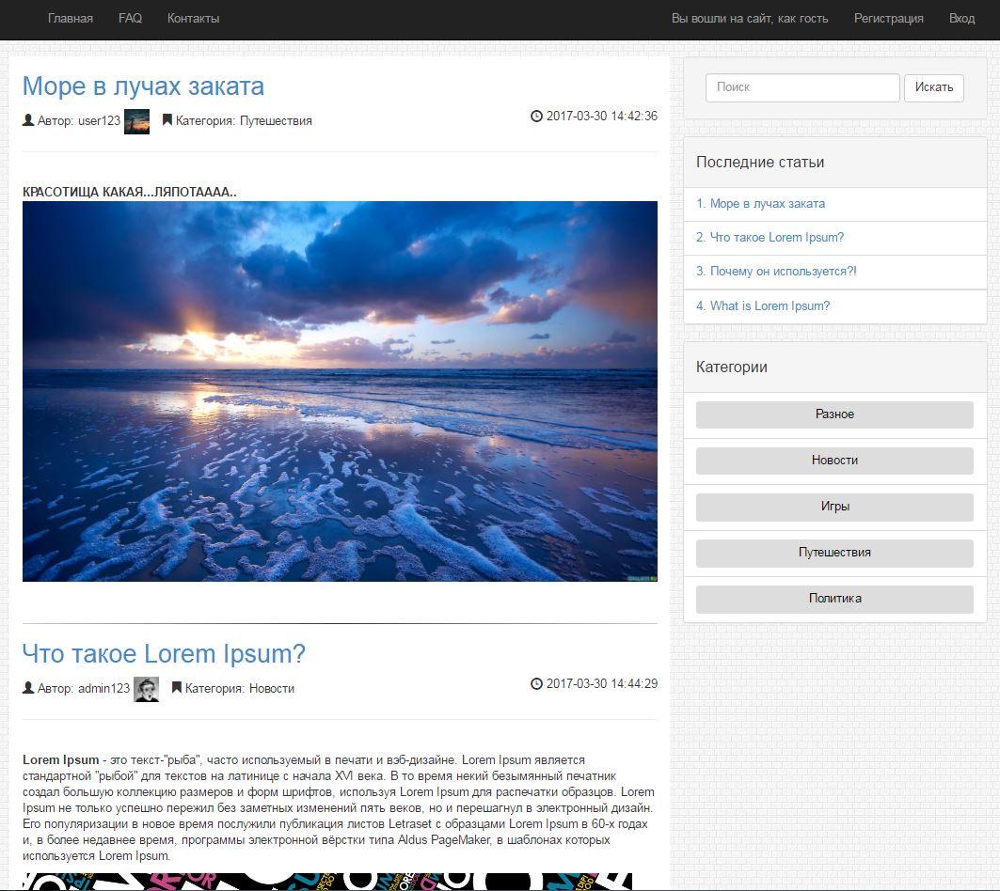 Главная FAQ Контакты Вы вошли на сайт, как гость Регистрация Вход
Море в лучах заката
Автор: user123 Категория: Путешествия 2017-03-30 14:42:36
КРАСОТИЩА КАКАЯ...ЛЯПОТАААА..
Что такое Lorem Ipsum?
Автор: admin123 Категория: Новости 2017-03-30 14:44:29
Lorem Ipsum - это текст-"рыба", часто используемый в печати и вэб-дизайне. Lorem Ipsum является
стандартной "рыбой" для текстов на латинице с начала XVI века. В то время некий безымянный печатник
создал большую коллекцию размеров и форм шрифтов, используя Lorem Ipsum для распечатки образцов. Lorem
Ipsum не только успешно пережил без заметных изменений пять веков, но и перешагнул в электронный дизайн.
Его популяризации в новое время послужили публикация листов Letraset с образцами Lorem Ipsum в 60-х годах
и, в более недавнее время, программы электронной вёрстки типа Aldus PageMaker, в шаблонах которых
используется Lorem Ipsum.
Поиск Искать
Последние статьи
1. Море в лучах заката
2. Что такое Lorem Ipsum?
3. Почему он используется?!
4. What is Lorem Ipsum?
Категории
Разное
Новости
Игры
Путешествия
Политика